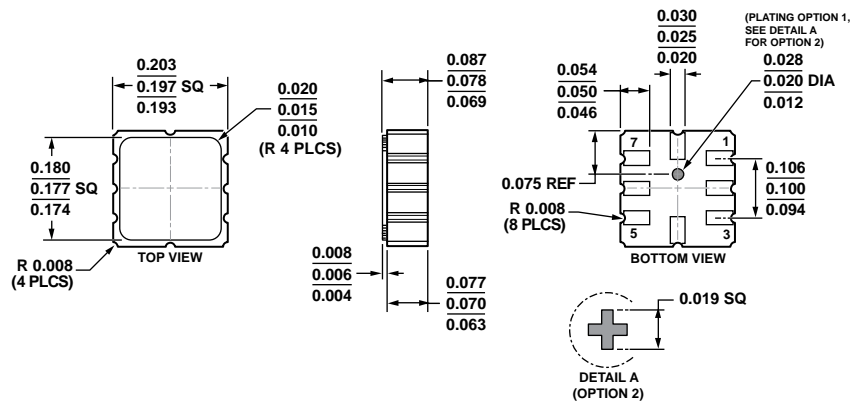 0.203
0.197 SQ
0.193
0.020
0.015
0.010
(R 4 PLCS)
0.180
0.177 SQ
0.174
R 0.008
(4 PLCS)
TOP VIEW
0.087
0.078
0.069
0.008
0.006
0.004
0.077
0.070
0.063
0.030
0.025
0.020
(PLATING OPTION 1,
SEE DETAIL A
FOR OPTION 2)
0.054
0.050
0.046
0.028
0.020 DIA
0.012
7
1
0.075 REF
0.106
0.100
0.094
R 0.008
(8 PLCS)
5
3
BOTTOM VIEW
0.019 SQ
DETAIL A
(OPTION 2)